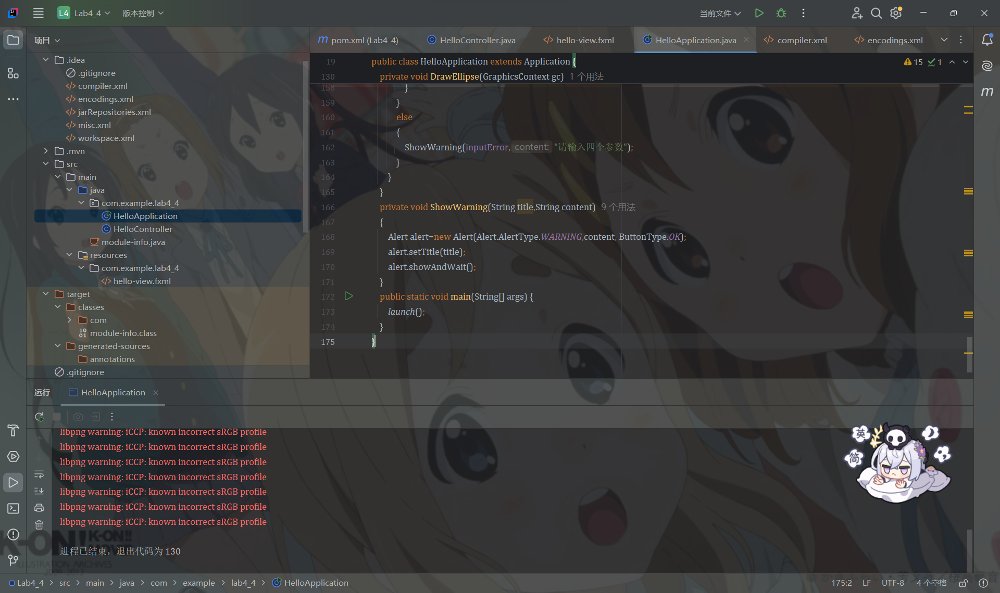 L4 Lab4_4 版本控制 当前文件
项目
pom.xml (Lab4_4) HelloController.java hello-view.fxml HelloApplication.java compiler.xml encodings.xml
.idea
.gitignore
compiler.xml
encodings.xml
jarRepositories.xml
misc.xml
workspace.xml
.mvn
src
main
java
com.example.lab4_4
HelloApplication
HelloController
module-info.java
resources
com.example.lab4_4
hello-view.fxml
target
classes
com
module-info.class
generated-sources
annotations
.gitignore
19 public class HelloApplication extends Application { 15 1
130 private void DrawEllipse(GraphicsContext gc) 1 个用法
158 }
159 }
160 else
161 {
162 ShowWarning(inputError, content: "请输入四个参数");
163 }
164 }
165 }
166 private void ShowWarning(String title,String content) 9 个用法
167 {
168 Alert alert=new Alert(Alert.AlertType.WARNING,content, ButtonType.OK);
169 alert.setTitle(title);
170 alert.showAndWait();
171 }
172 public static void main(String[] args) {
173 launch();
174 }
175 }
运行 HelloApplication
libpng warning: iCCP: known incorrect sRGB profile
libpng warning: iCCP: known incorrect sRGB profile
libpng warning: iCCP: known incorrect sRGB profile
libpng warning: iCCP: known incorrect sRGB profile
libpng warning: iCCP: known incorrect sRGB profile
libpng warning: iCCP: known incorrect sRGB profile
libpng warning: iCCP: known incorrect sRGB profile
进程已结束，退出代码为 130
英
简
K-ON!! K-ON!!
MOVIE
ILLUSTRATION ARCHIVES
2009-2012
Lab4_4 > src > main > java > com > example > lab4_4 > HelloApplication 175:2 LF UTF-8 4 个空格